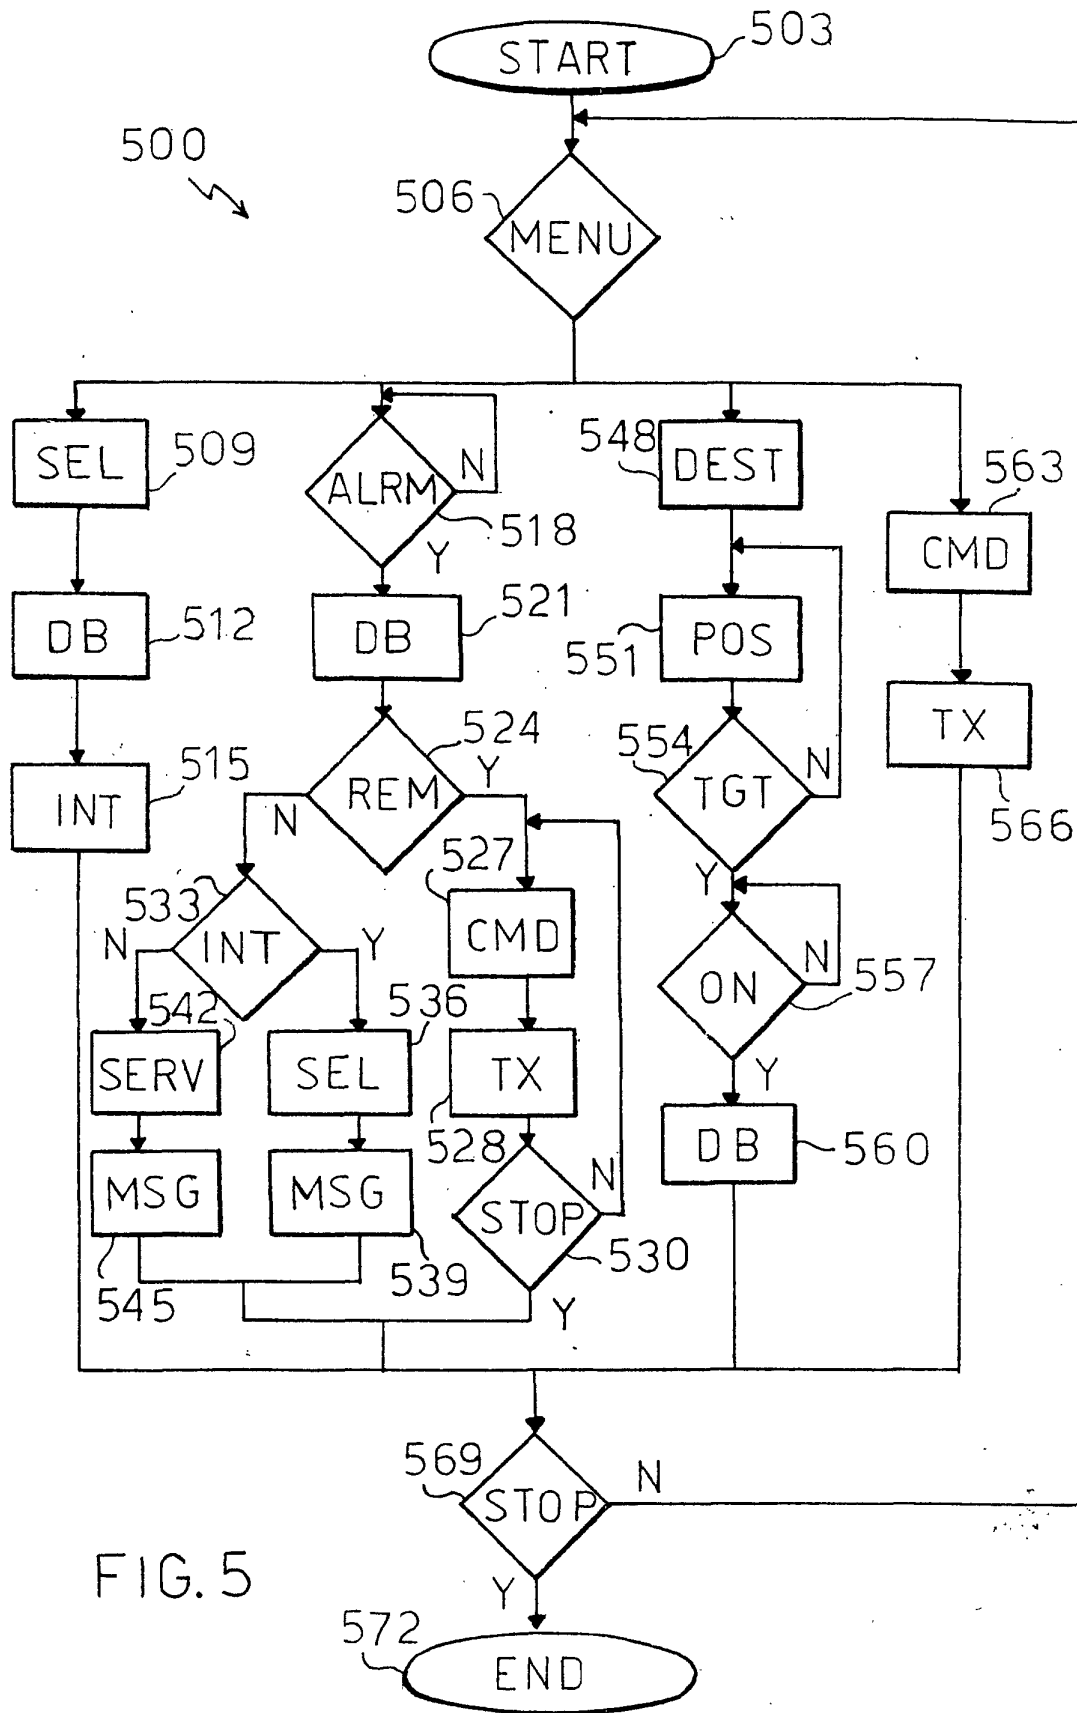 START
503
500
506
MENU
SEL
509
ALRM
N
518
Y
548
DEST
563
CMD
DB
512
DB
521
551
POS
TX
566
INT
515
REM
524
N
Y
554
TGT
N
Y
533
INT
N
Y
527
CMD
ON
N
557
Y
542
SERV
536
SEL
TX
528
DB
560
MSG
545
MSG
539
STOP
N
530
Y
569
STOP
N
Y
FIG. 5
572
END